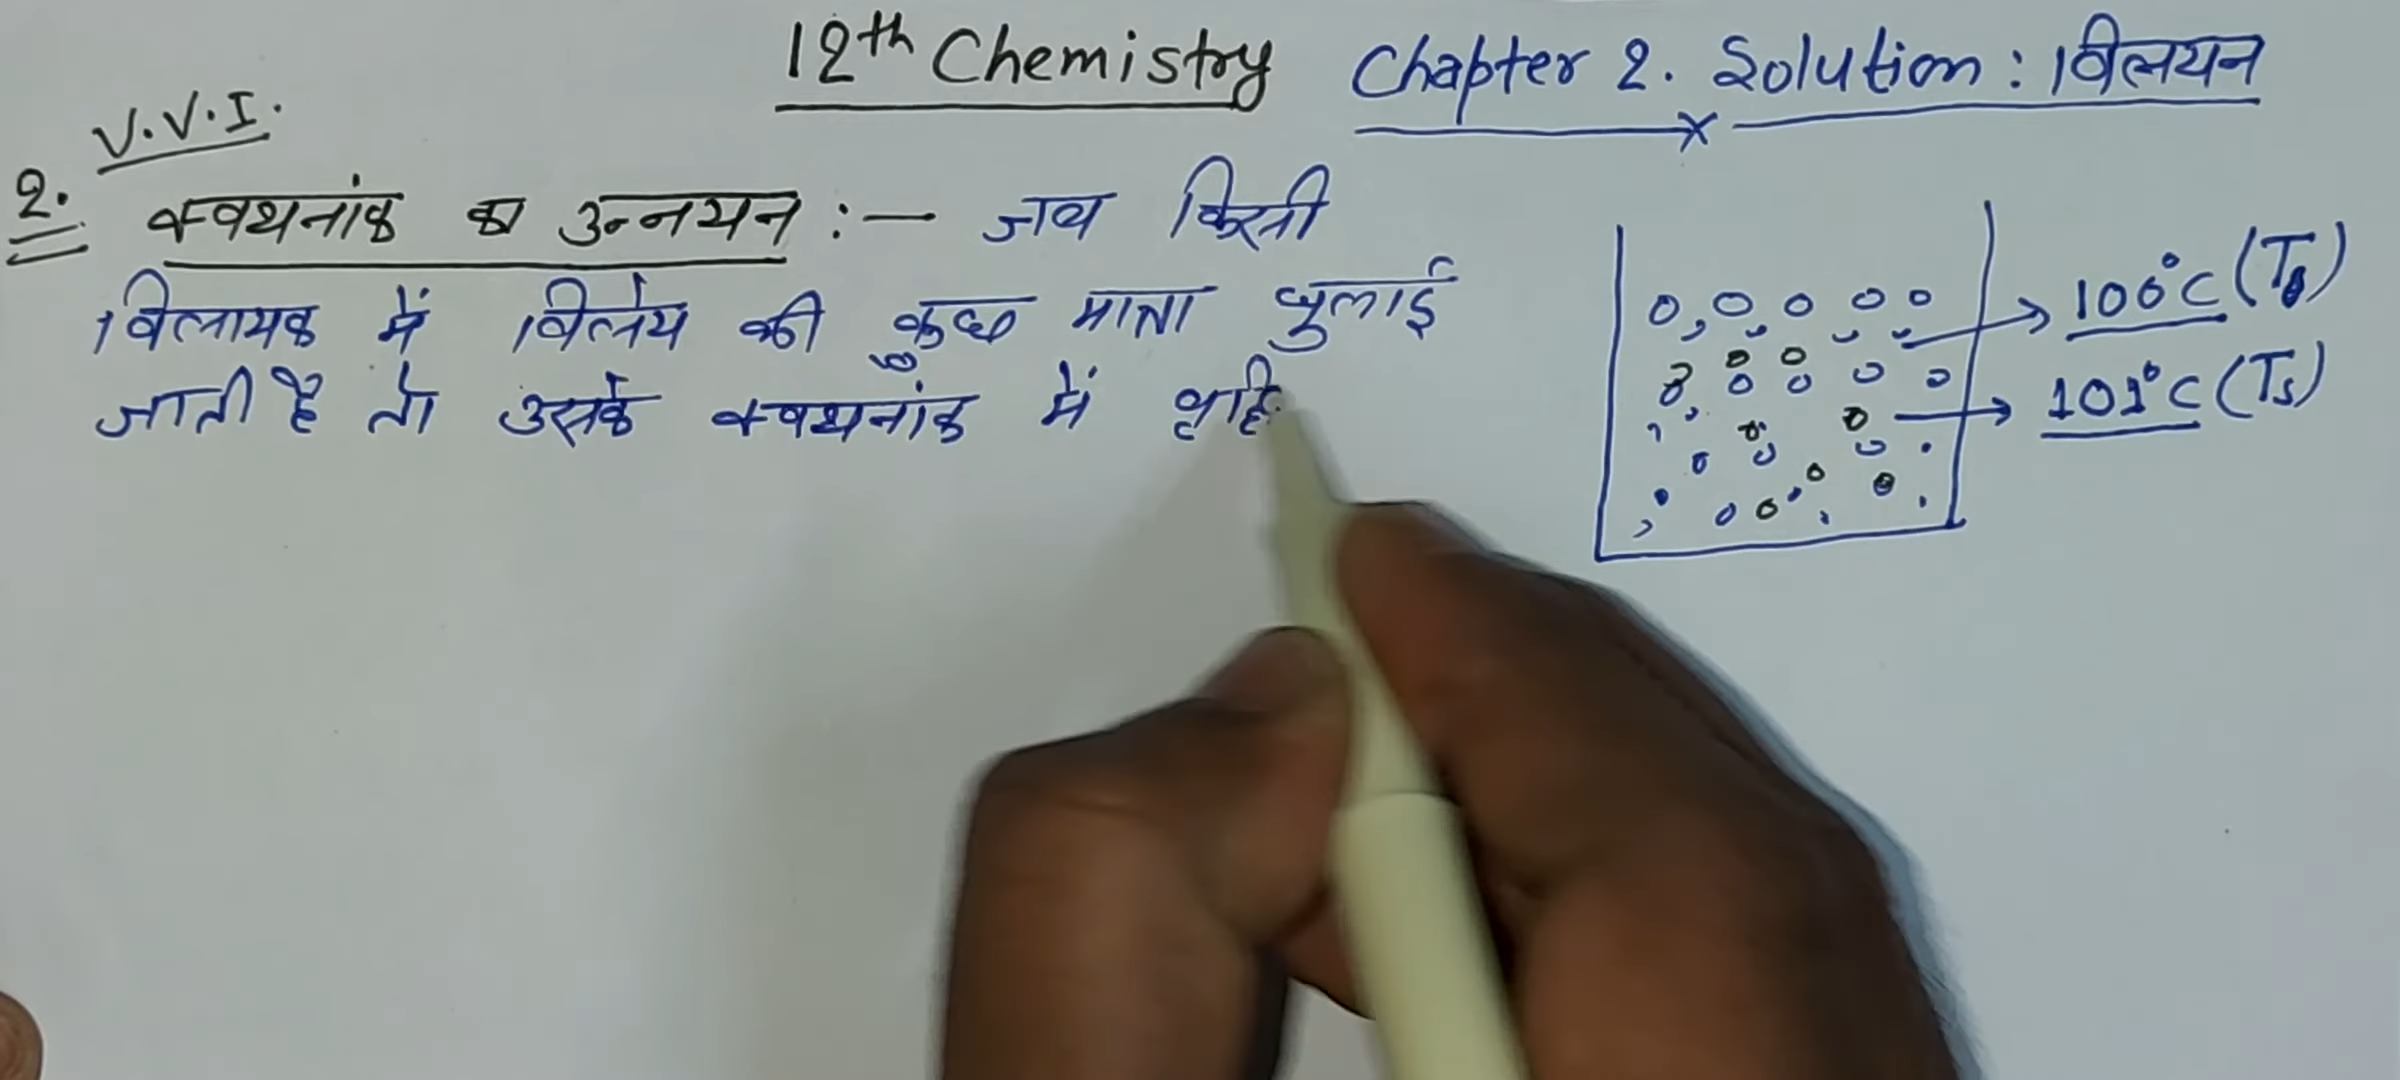 12th Chemistry Chapter 2. Solution : विलयन
V.V.I.
2. क्वथनांक का उन्नयन :— जब किसी
विलायक में विलेय की कुछ मात्रा घुलाई
जाती है तो उसके क्वथनांक में
100°C (T
101°C (Ts)